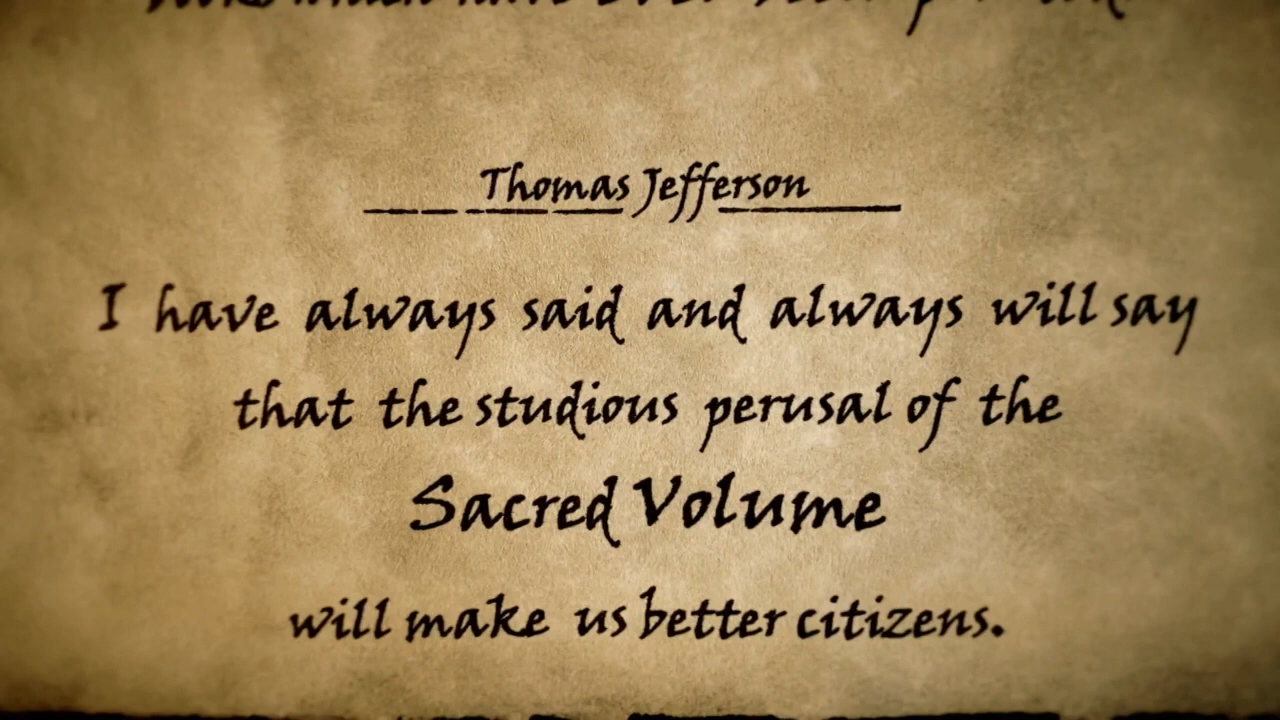 Thomas Jefferson
I have always said and always will say
that the studious perusal of the
Sacred Volume
will make us better citizens.